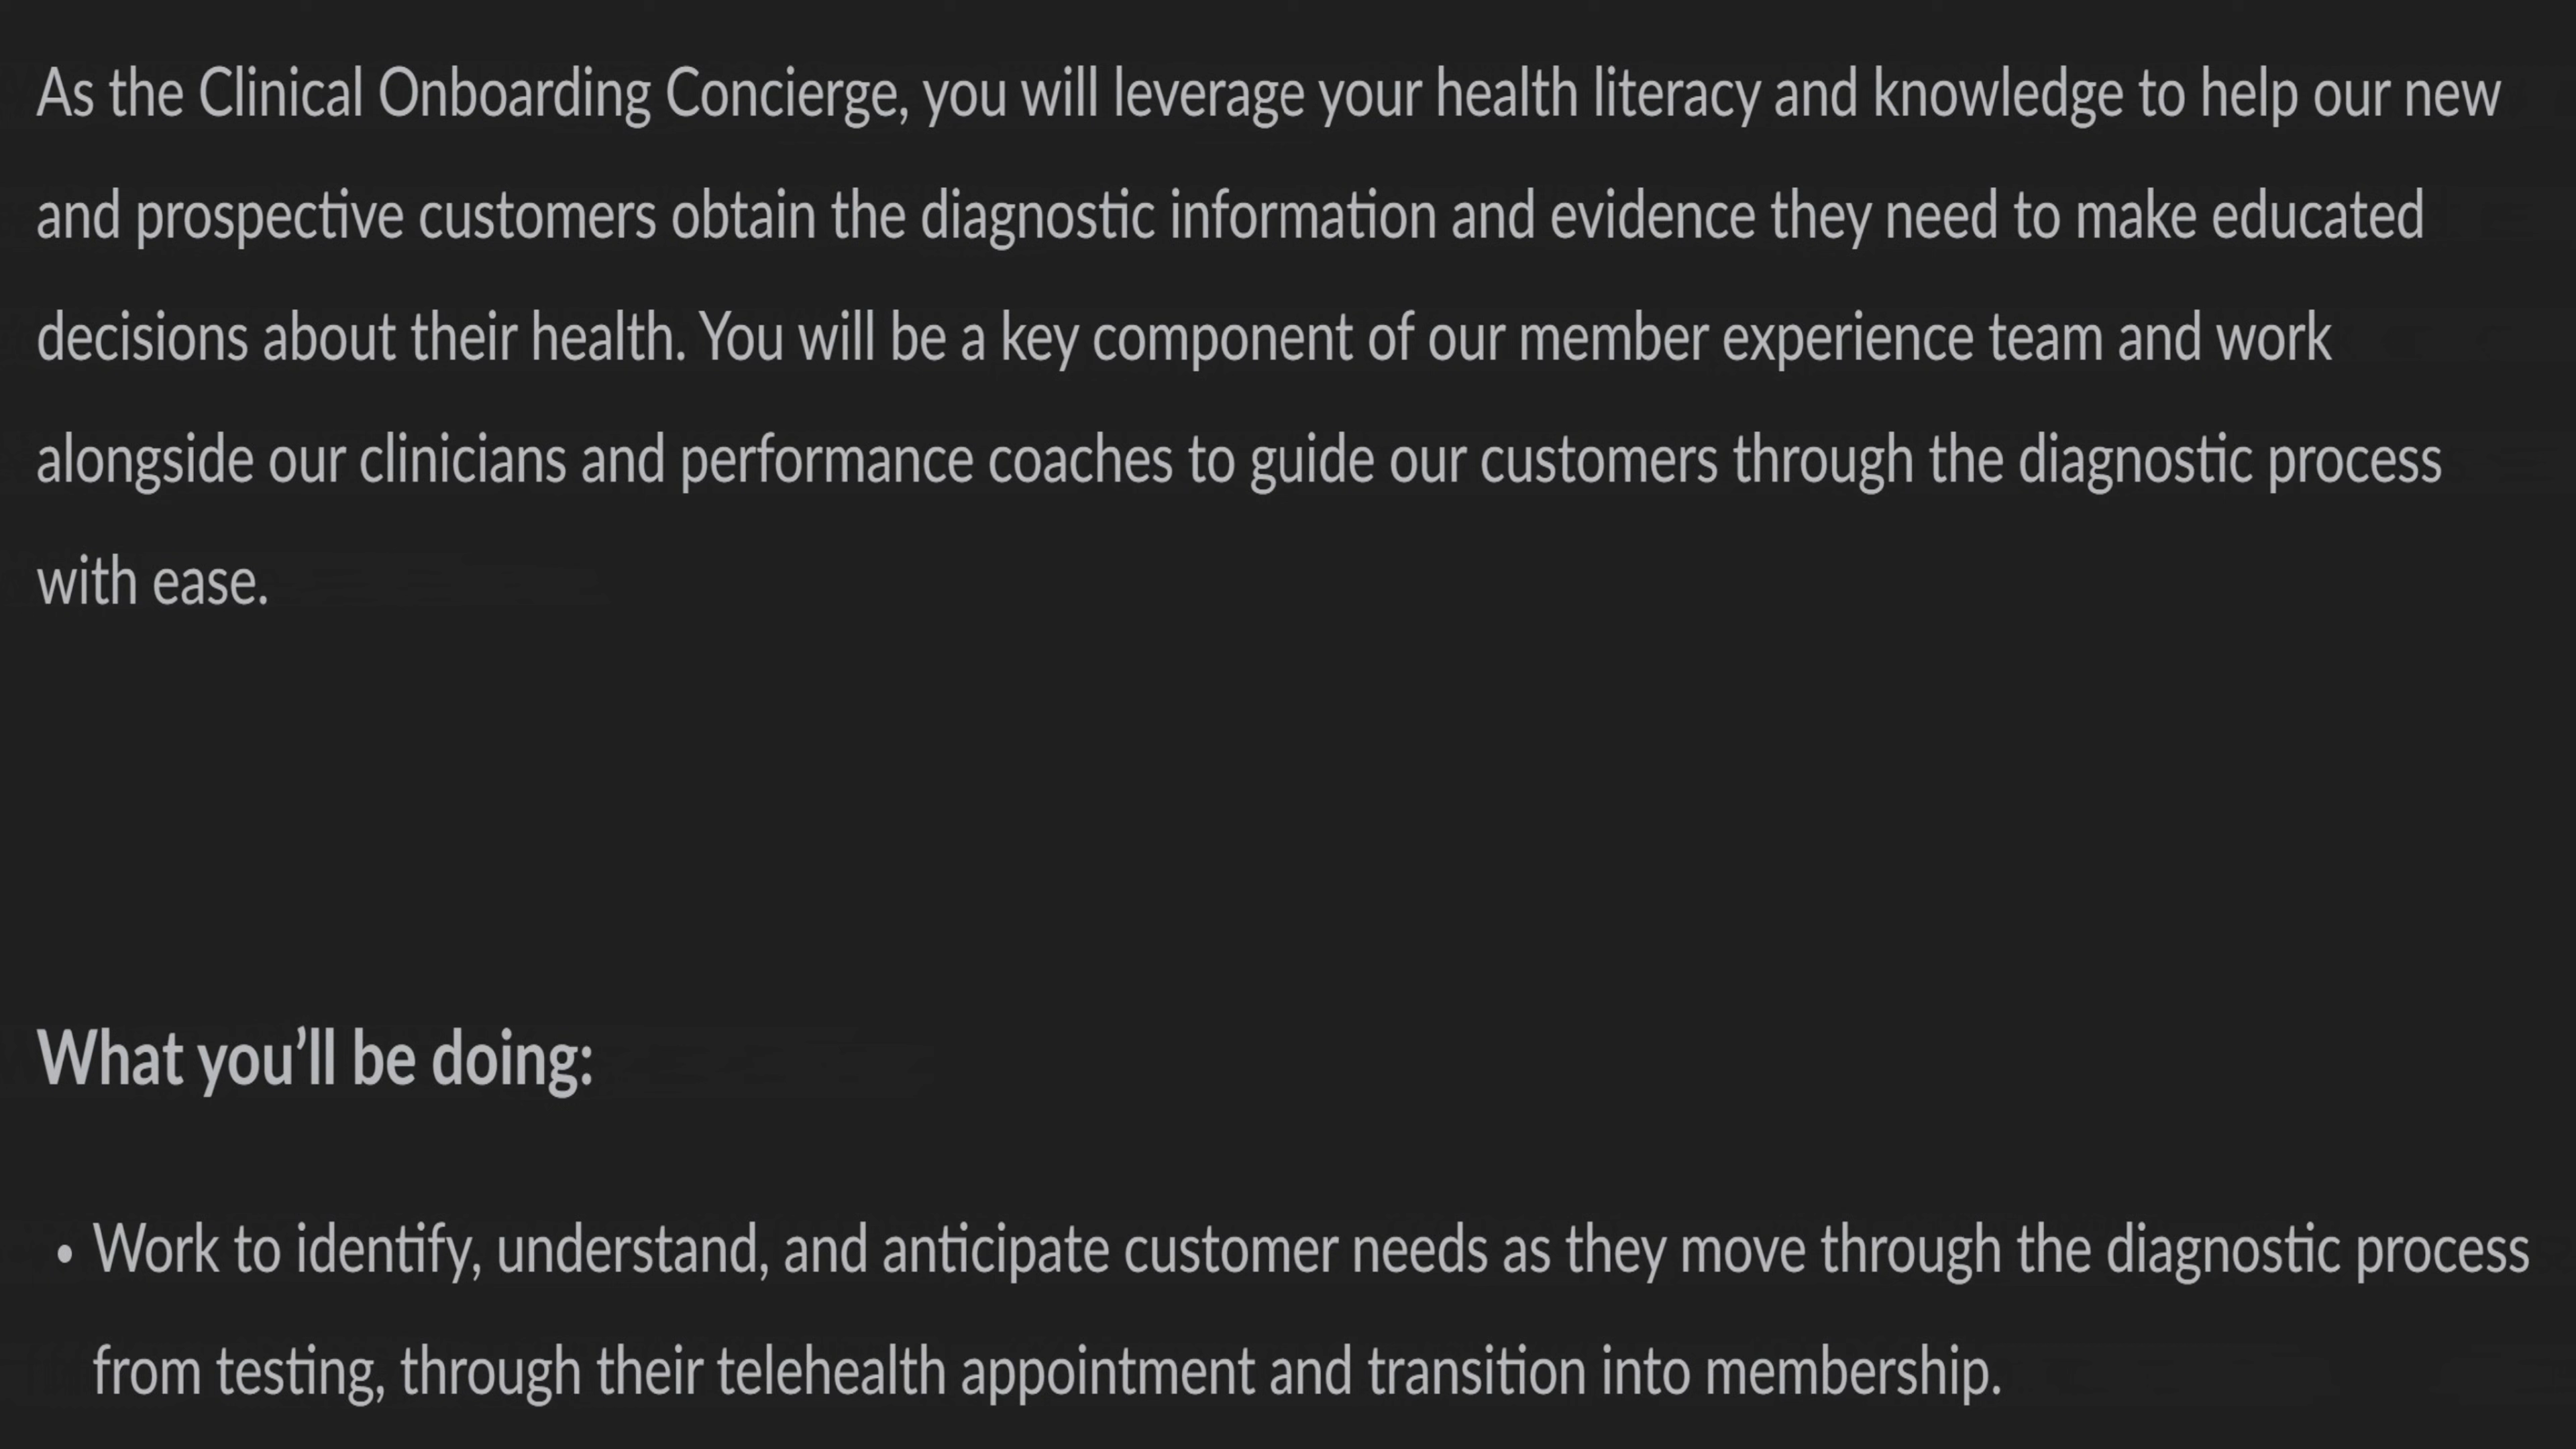 As the Clinical Onboarding Concierge, you will leverage your health literacy and knowledge to help our new
and prospective customers obtain the diagnostic information and evidence they need to make educated
decisions about their health. You will be a key component of our member experience team and work
alongside our clinicians and performance coaches to guide our customers through the diagnostic process
with ease.
What you’ll be doing:
• Work to identify, understand, and anticipate customer needs as they move through the diagnostic process
from testing, through their telehealth appointment and transition into membership.